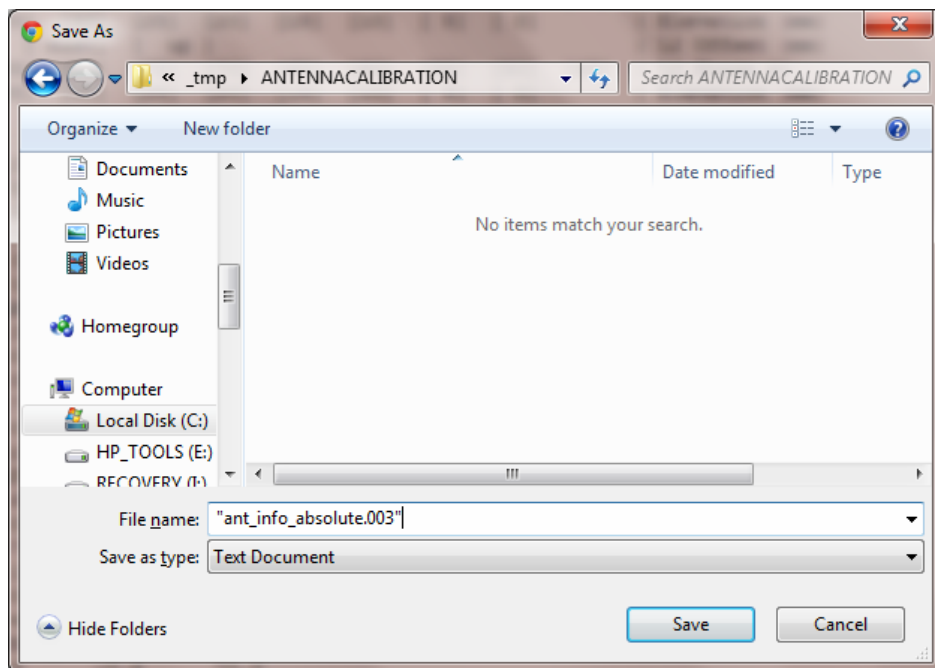 Save As
« _tmp ▸ ANTENNACALIBRATION
Search ANTENNACALIBRATION
Organize New folder
Name Date modified Type
No items match your search.
Documents
Music
Pictures
Videos
Homegroup
Computer
Local Disk (C:)
HP_TOOLS (E:)
RECOVERY (I:)
File name: "ant_info_absolute.003"
Save as type: Text Document
Hide Folders
Save
Cancel